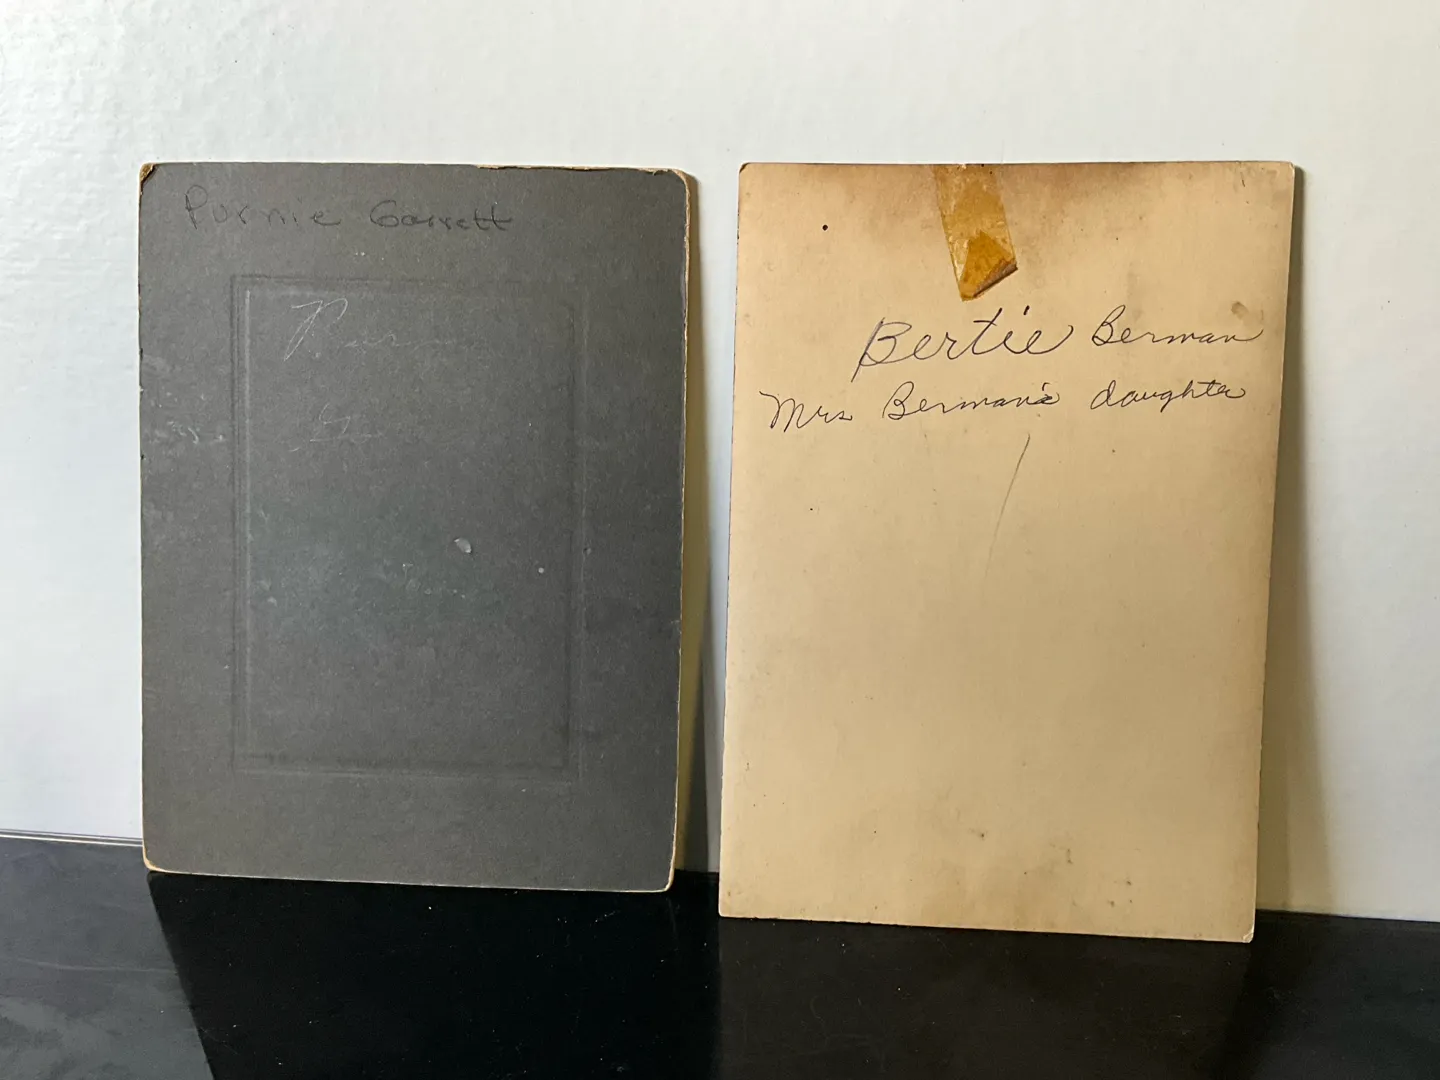 Purnie Garrett
Bertie Berman
Mrs Berman's daughter